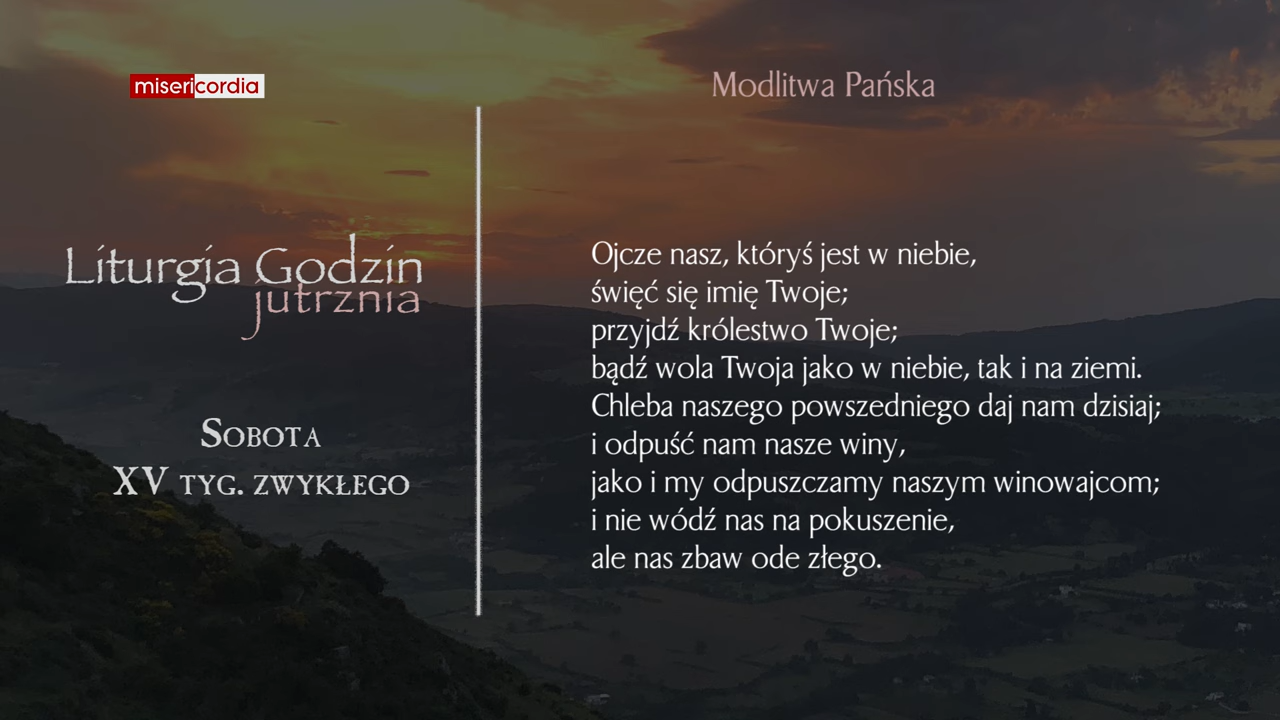 misericordia
Liturgia Godzin
jutrznia
Sobota
XV tyg. zwykłego
Modlitwa Pańska
Ojcze nasz, któryś jest w niebie,
święć się imię Twoje;
przyjdź królestwo Twoje;
bądź wola Twoja jako w niebie, tak i na ziemi.
Chleba naszego powszedniego daj nam dzisiaj;
i odpuść nam nasze winy,
jako i my odpuszczamy naszym winowajcom;
i nie wódź nas na pokuszenie,
ale nas zbaw ode złego.